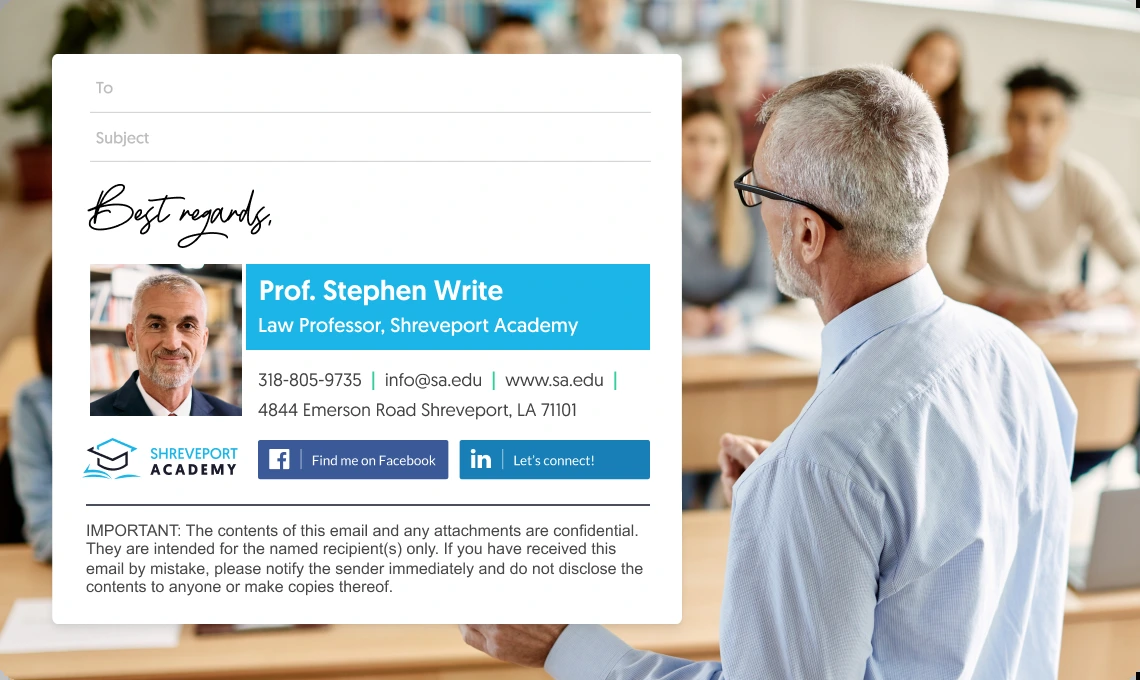 To
Subject
Best regards,
Prof. Stephen Write
Law Professor, Shreveport Academy
318-805-9735 | info@sa.edu | www.sa.edu |
4844 Emerson Road Shreveport, LA 71101
SHREVEPORT
ACADEMY
Find me on Facebook
in Let's connect!
IMPORTANT: The contents of this email and any attachments are confidential.
They are intended for the named recipient(s) only. If you have received this
email by mistake, please notify the sender immediately and do not disclose the
contents to anyone or make copies thereof.